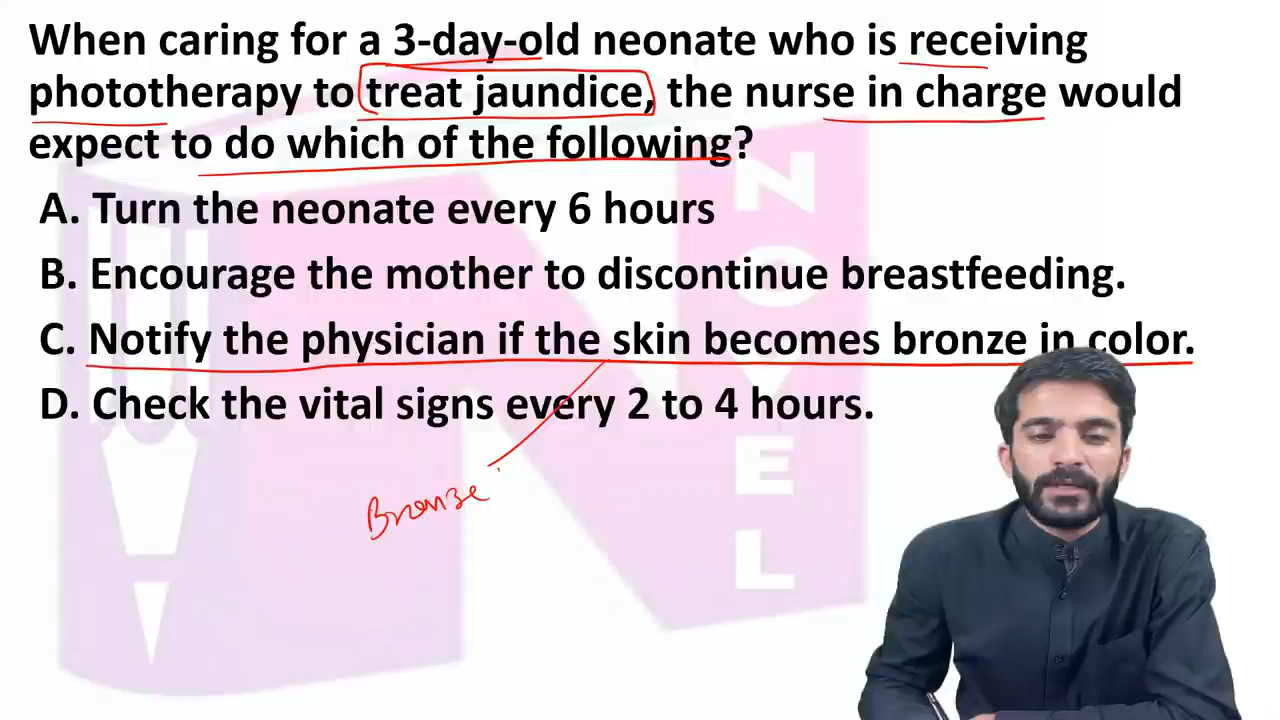 When caring for a 3-day-old neonate who is receiving
phototherapy to treat jaundice, the nurse in charge would
expect to do which of the following?
A. Turn the neonate every 6 hours
B. Encourage the mother to discontinue breastfeeding.
C. Notify the physician if the skin becomes bronze in color.
D. Check the vital signs every 2 to 4 hours.
Bronze
NOVEL